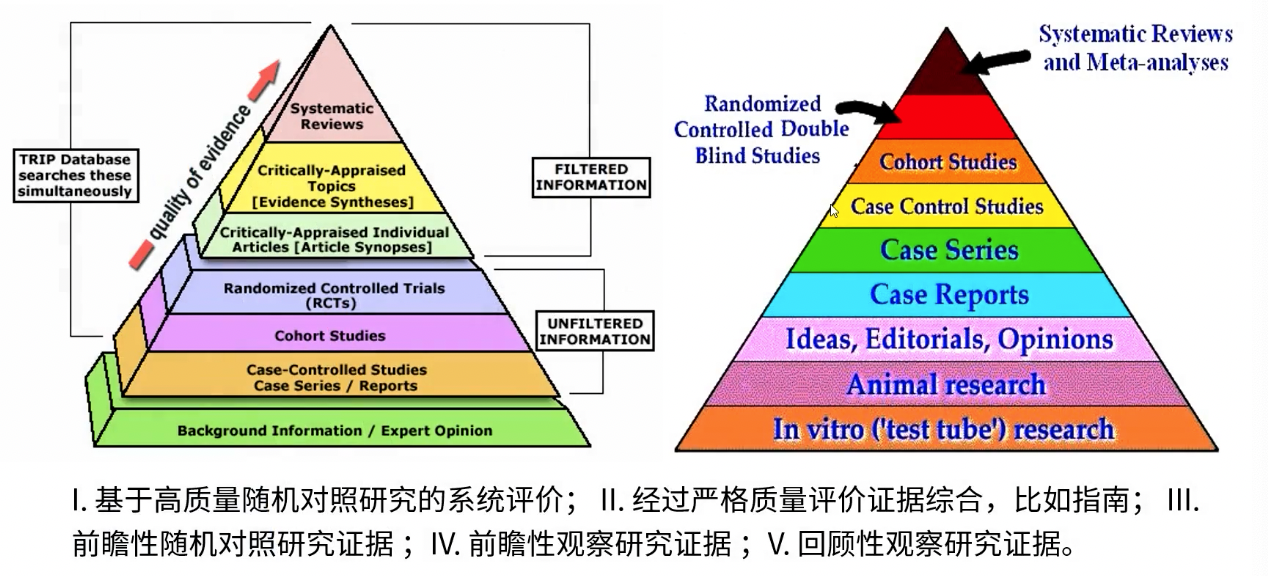 quality of evidence
TRIP Database
searches these
simultaneously
Systematic
Reviews
Critically-Appraised
Topics
[Evidence Syntheses]
Critically-Appraised Individual
Articles [Article Synopses]
FILTERED
INFORMATION
Randomized Controlled Trials
(RCTs)
Cohort Studies
Case-Controlled Studies
Case Series / Reports
UNFILTERED
INFORMATION
Background Information / Expert Opinion
Systematic Reviews
and Meta-analyses
Randomized
Controlled Double
Blind Studies
Cohort Studies
Case Control Studies
Case Series
Case Reports
Ideas, Editorials, Opinions
Animal research
In vitro ('test tube') research
I. 基于高质量随机对照研究的系统评价； II. 经过严格质量评价证据综合，比如指南； III.
前瞻性随机对照研究证据 ；IV. 前瞻性观察研究证据 ；V. 回顾性观察研究证据。